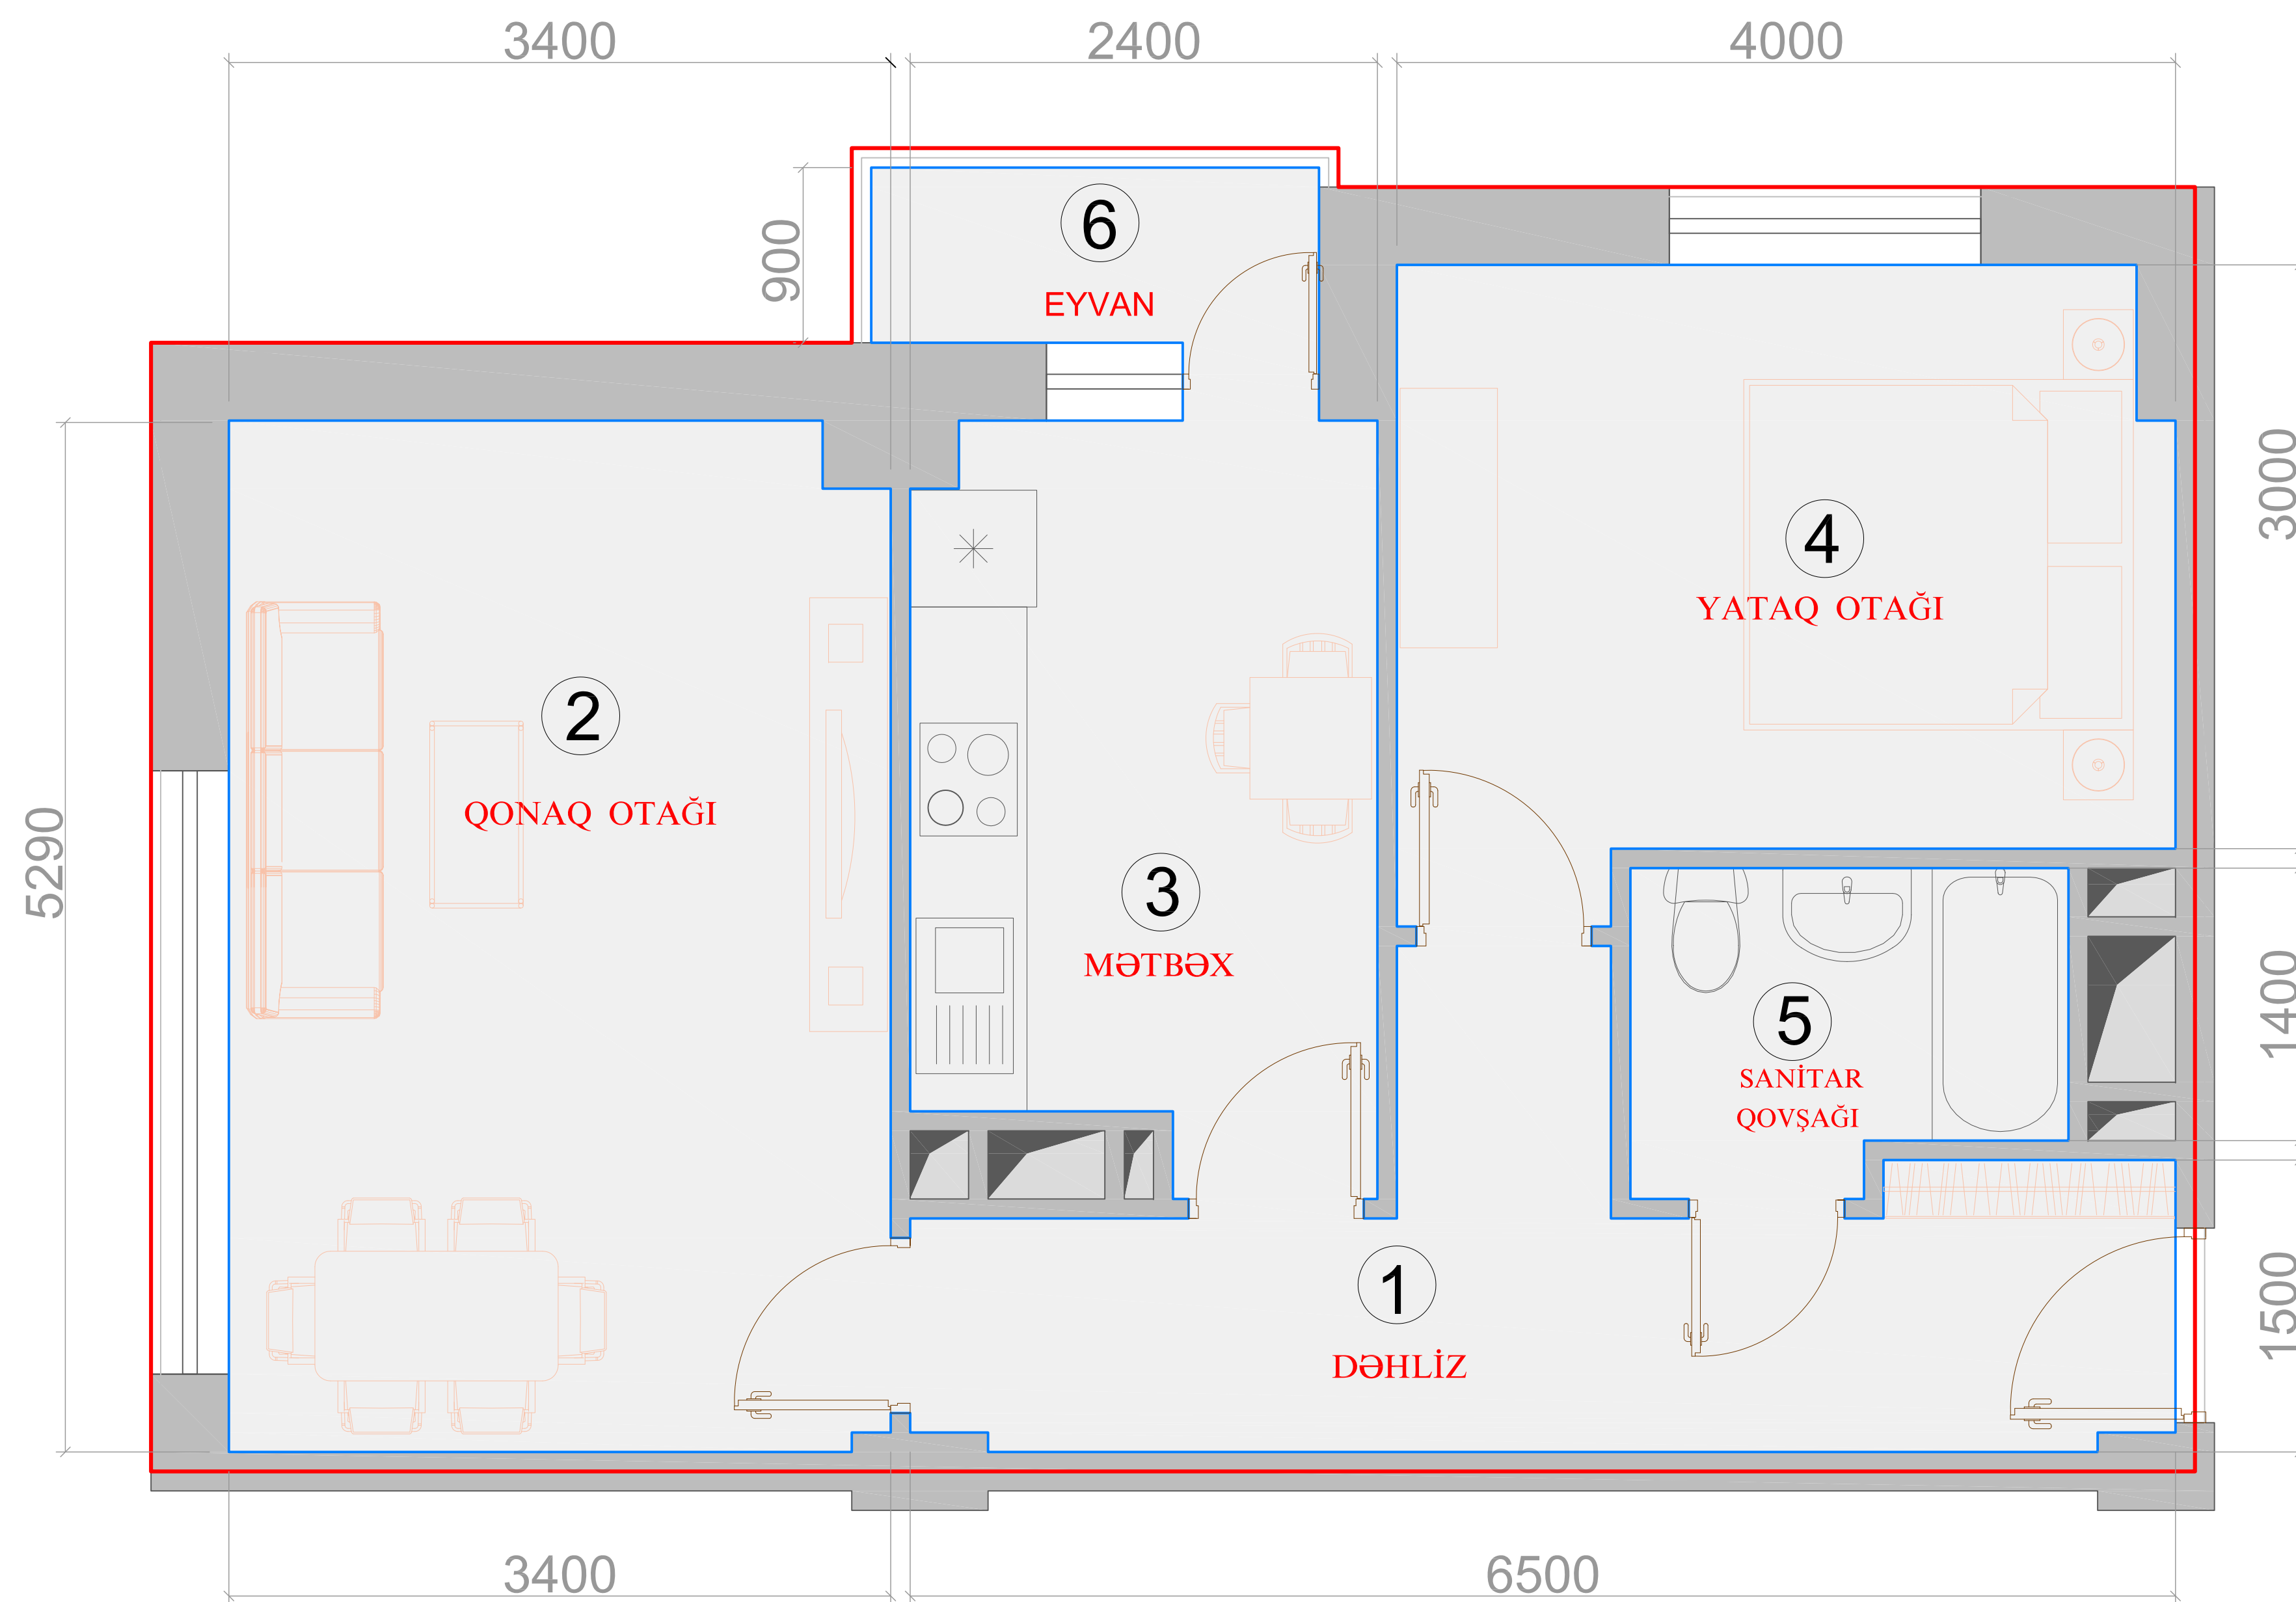 3400
2400
4000
900
6
EYVAN
3000
4
YATAQ OTAĞI
2
QONAQ OTAĞI
5290
3
MƏTBƏX
1400
5
SANİTAR
QOVŞAĞI
1500
1
DƏHLİZ
3400
6500